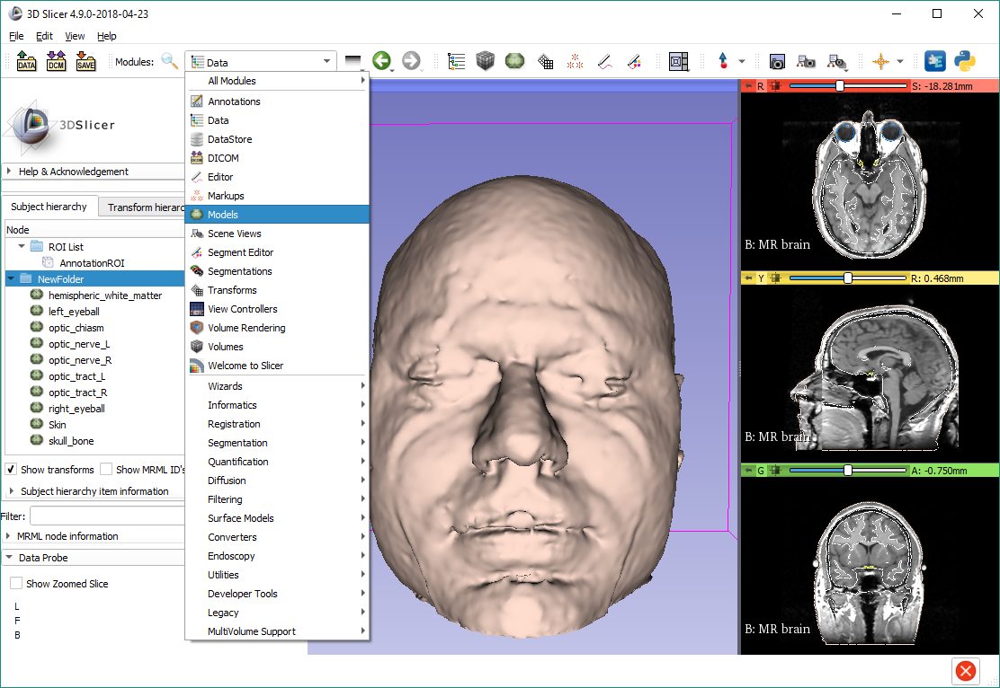 3D Slicer 4.9.0-2018-04-23
File Edit View Help
DATA DCM SAVE Modules: Data
3DSlicer
Help & Acknowledgement
Subject hierarchy Transform hierarc
Node
ROI List
AnnotationROI
NewFolder
hemispheric_white_matter
left_eyeball
optic_chiasm
optic_nerve_L
optic_nerve_R
optic_tract_L
optic_tract_R
right_eyeball
Skin
skull_bone
Show transforms Show MRML ID's
Subject hierarchy item information
Filter:
MRML node information
Data Probe
Show Zoomed Slice
L
F
B
All Modules
Annotations
Data
DataStore
DICOM
Editor
Markups
Models
Scene Views
Segment Editor
Segmentations
Transforms
View Controllers
Volume Rendering
Volumes
Welcome to Slicer
Wizards
Informatics
Registration
Segmentation
Quantification
Diffusion
Filtering
Surface Models
Converters
Endoscopy
Utilities
Developer Tools
Legacy
MultiVolume Support
R S: -18.281mm
B: MR brain
Y R: 0.468mm
B: MR brain
G A: -0.750mm
B: MR brain